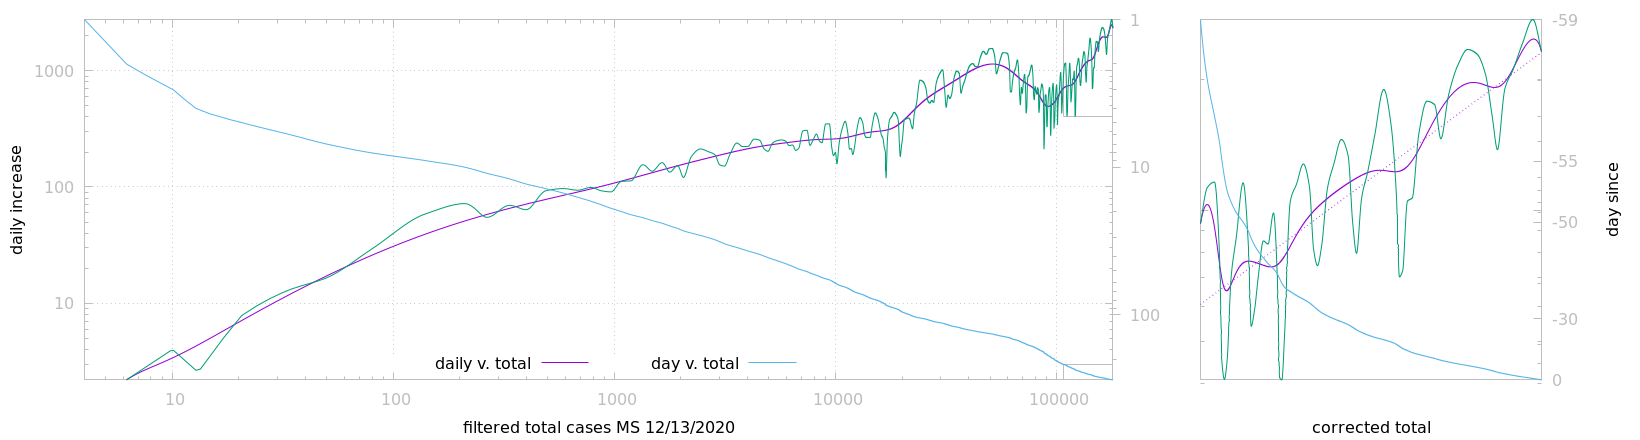 daily increase
1000
100
10
daily v. total
day v. total
10
100
1000
10000
100000
filtered total cases MS 12/13/2020
1
10
100
-59
-55
-50
-30
0
day since
corrected total